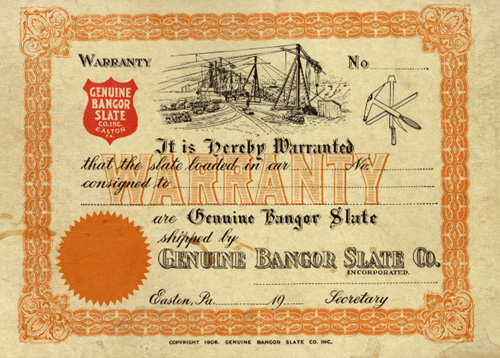 WARRANTY
No
GENUINE
BANGOR
SLATE
CO. INC.
EASTON
PA.
It is Hereby Warranted
that the slate loaded in car No.
consigned to
WARRANTY
are Genuine Bangor Slate
shipped by
GENUINE BANGOR SLATE CO.
INCORPORATED.
Easton, Pa. 19 Secretary
COPYRIGHT 1906. GENUINE BANGOR SLATE CO. INC.